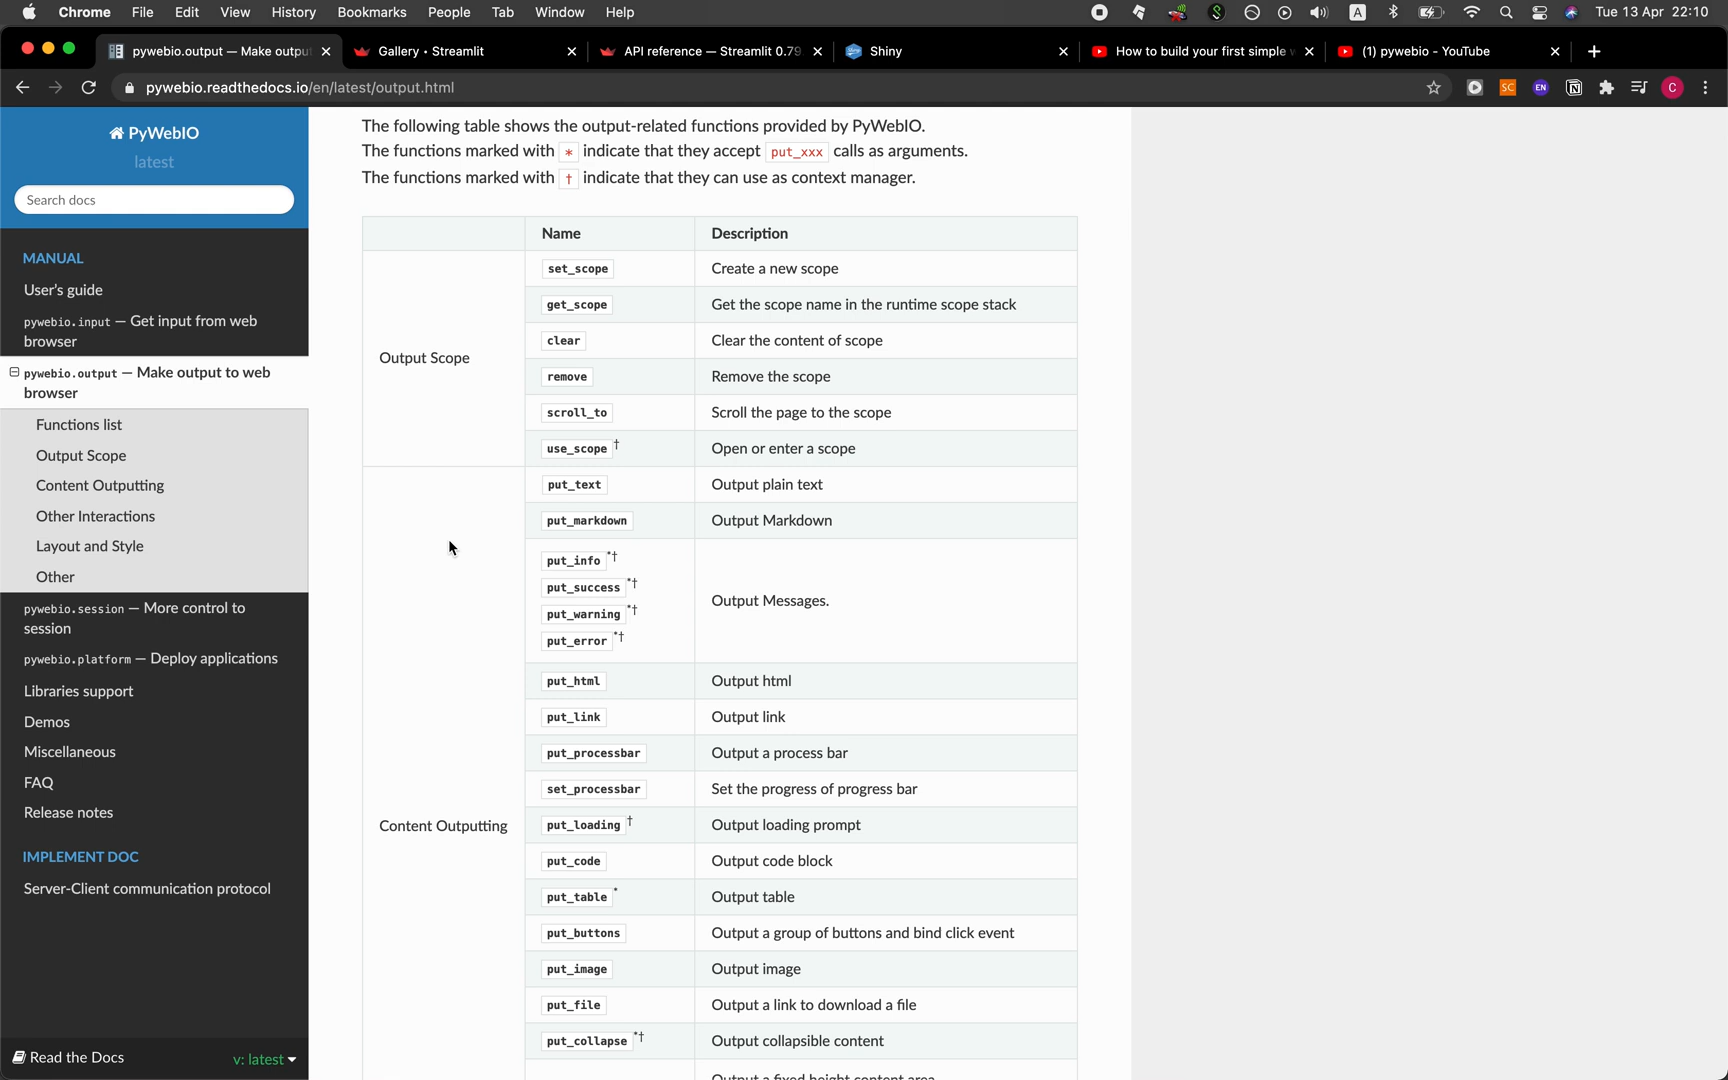 Chrome File Edit View History Bookmarks People Tab Window Help
A
Tue 13 Apr 22:10
pywebio.output — Make outpu
Gallery • Streamlit
API reference — Streamlit 0.79
Shiny
How to build your first simple w
(1) pywebio - YouTube
pywebio.readthedocs.io/en/latest/output.html
SC
EN
C
PyWebIO
latest
Search docs
MANUAL
User's guide
pywebio.input — Get input from web
browser
pywebio.output — Make output to web
browser
Functions list
Output Scope
Content Outputting
Other Interactions
Layout and Style
Other
pywebio.session — More control to
session
pywebio.platform — Deploy applications
Libraries support
Demos
Miscellaneous
FAQ
Release notes
IMPLEMENT DOC
Server-Client communication protocol
Read the Docs
v: latest
The following table shows the output-related functions provided by PyWebIO.
The functions marked with * indicate that they accept put_xxx calls as arguments.
The functions marked with † indicate that they can use as context manager.
Name Description
Output Scope
set_scope Create a new scope
get_scope Get the scope name in the runtime scope stack
clear Clear the content of scope
remove Remove the scope
scroll_to Scroll the page to the scope
use_scope† Open or enter a scope
Content Outputting
put_text Output plain text
put_markdown Output Markdown
put_info*†
put_success*†
put_warning*†
put_error*†
Output Messages.
put_html Output html
put_link Output link
put_processbar Output a process bar
set_processbar Set the progress of progress bar
put_loading† Output loading prompt
put_code Output code block
put_table* Output table
put_buttons Output a group of buttons and bind click event
put_image Output image
put_file Output a link to download a file
put_collapse*† Output collapsible content
Output a fixed height content area